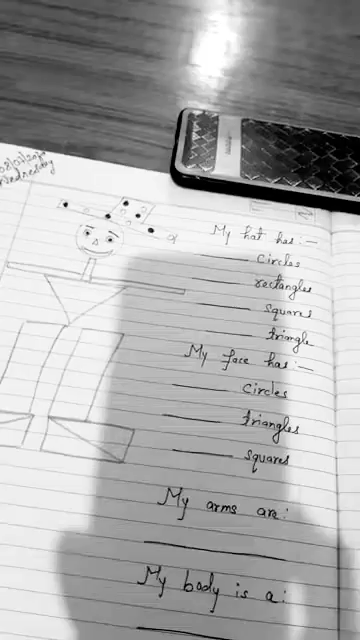 Wednesday
My hat has:-
circles
rectangles
square
triangle
My face has:-
circles
triangles
squares
My arms are:
My body is a: